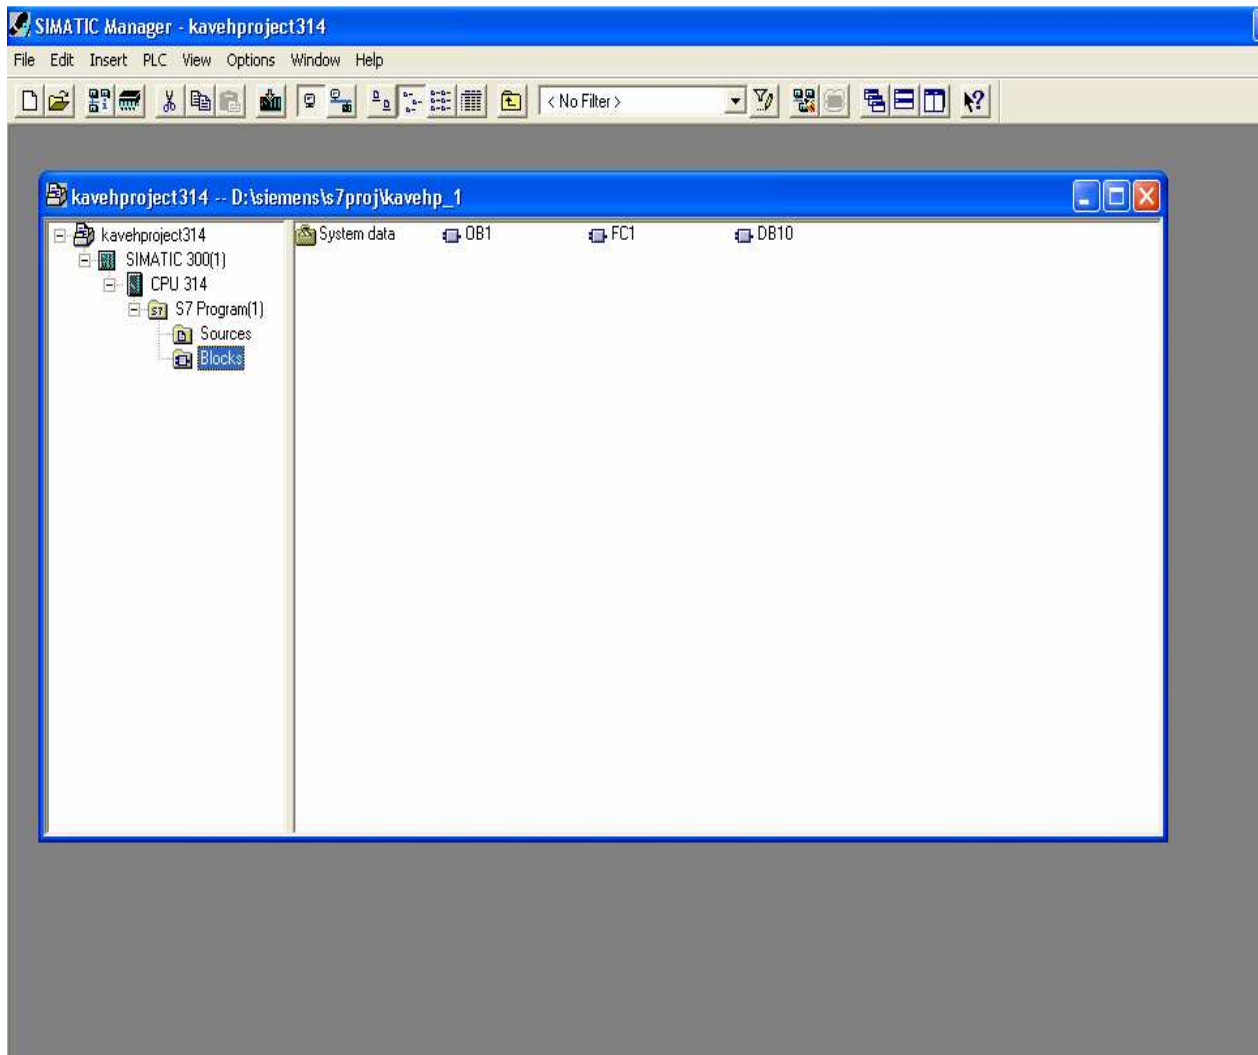 SIMATIC Manager - kavehproject314
File Edit Insert PLC View Options Window Help
< No Filter >
kavehproject314 -- D:\siemens\s7proj\kavehp_1
kavehproject314
SIMATIC 300(1)
CPU 314
S7 Program(1)
Sources
Blocks
System data OB1 FC1 DB10